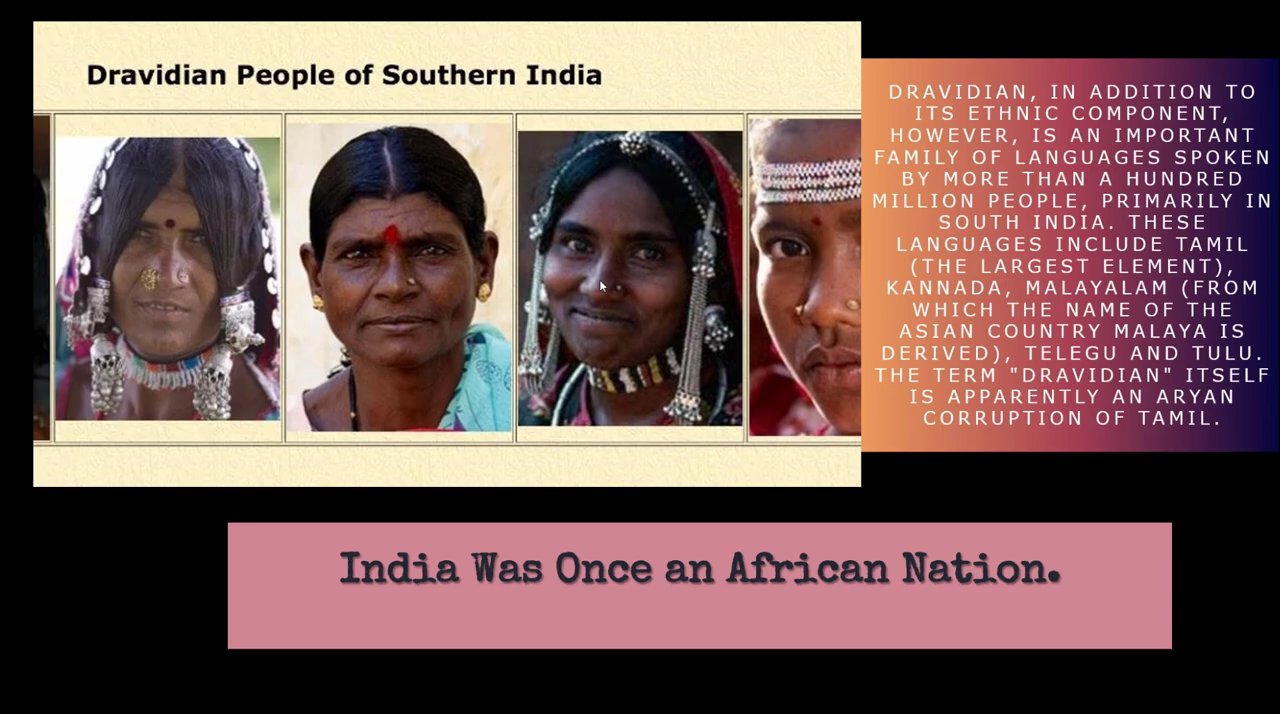 Dravidian People of Southern India
DRAVIDIAN, IN ADDITION TO
ITS ETHNIC COMPONENT,
HOWEVER, IS AN IMPORTANT
FAMILY OF LANGUAGES SPOKEN
BY MORE THAN A HUNDRED
MILLION PEOPLE, PRIMARILY IN
SOUTH INDIA. THESE
LANGUAGES INCLUDE TAMIL
(THE LARGEST ELEMENT),
KANNADA, MALAYALAM (FROM
WHICH THE NAME OF THE
ASIAN COUNTRY MALAYA IS
DERIVED), TELEGU AND TULU.
THE TERM "DRAVIDIAN" ITSELF
IS APPARENTLY AN ARYAN
CORRUPTION OF TAMIL.
India Was Once an African Nation.